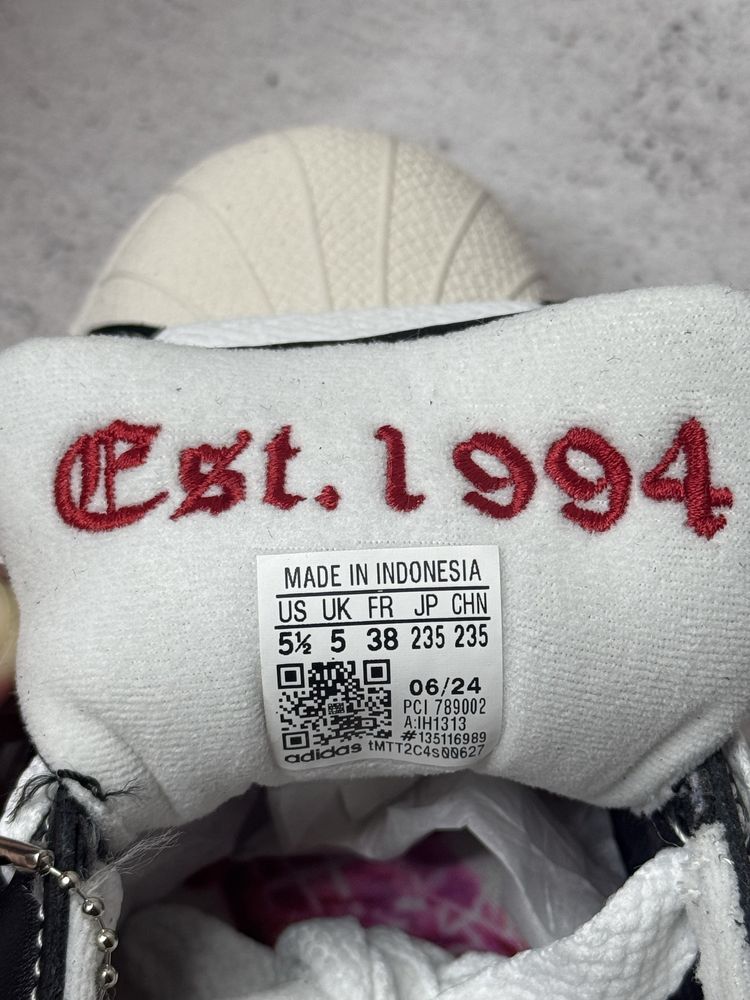 Est. 1994
MADE IN INDONESIA
US UK FR JP CHN
5½ 5 38 235 235
06/24
PCI 789002
A:IH1313
#135116989
adidas tMTT2C4s00627